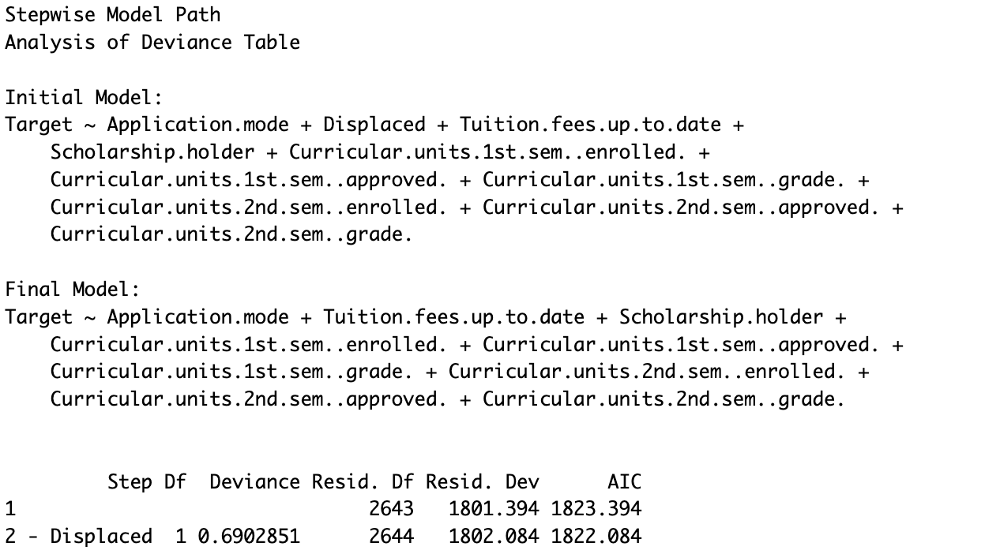 Stepwise Model Path
Analysis of Deviance Table
Initial Model:
Target ~ Application.mode + Displaced + Tuition.fees.up.to.date +
    Scholarship.holder + Curricular.units.1st.sem..enrolled. +
    Curricular.units.1st.sem..approved. + Curricular.units.1st.sem..grade. +
    Curricular.units.2nd.sem..enrolled. + Curricular.units.2nd.sem..approved. +
    Curricular.units.2nd.sem..grade.
Final Model:
Target ~ Application.mode + Tuition.fees.up.to.date + Scholarship.holder +
    Curricular.units.1st.sem..enrolled. + Curricular.units.1st.sem..approved. +
    Curricular.units.1st.sem..grade. + Curricular.units.2nd.sem..enrolled. +
    Curricular.units.2nd.sem..approved. + Curricular.units.2nd.sem..grade.
         Step Df  Deviance Resid. Df Resid. Dev      AIC
1                               2643   1801.394 1823.394
2 - Displaced  1 0.6902851      2644   1802.084 1822.084